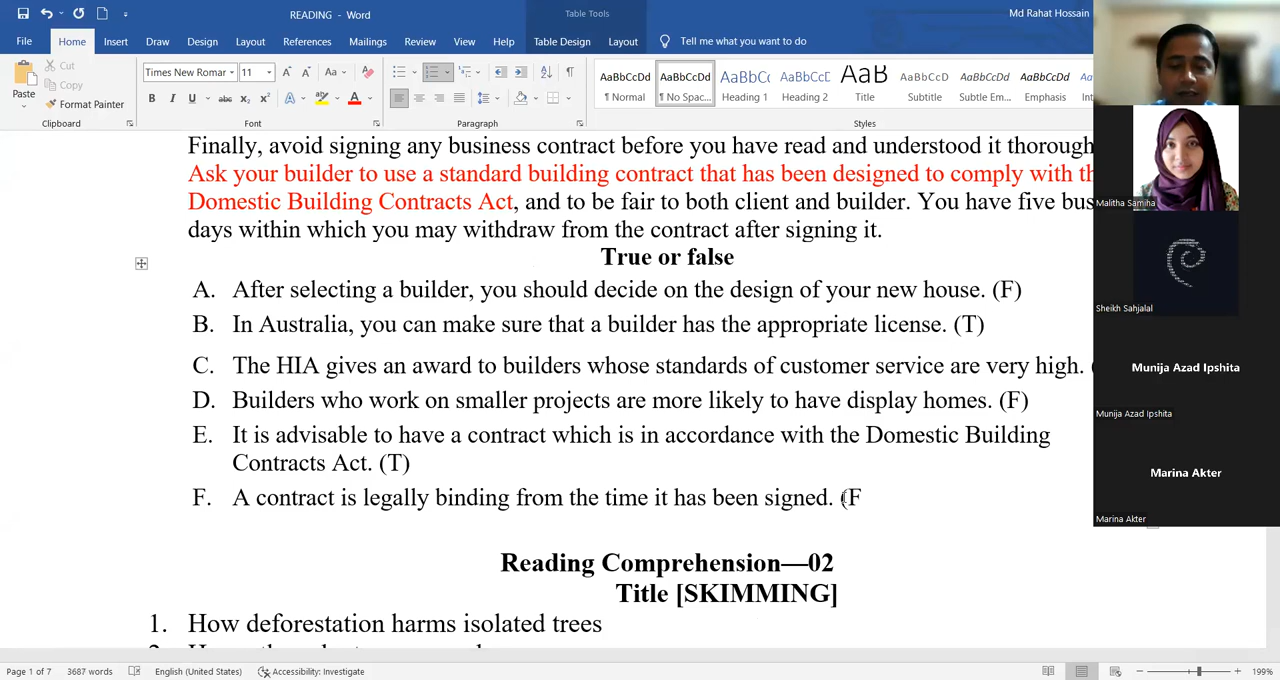 READING - Word
Table Tools
Md Rahat Hossain
File Home Insert Draw Design Layout References Mailings Review View Help Table Design Layout Tell me what you want to do
Paste
Cut
Copy
Format Painter
Times New Roman 11
AaBbCcDd AaBbCcDd AaBbCc AaBbCcD AaB AaBbCcD AaBbCcDd AaBbCcDd
¶ Normal ¶ No Spac... Heading 1 Heading 2 Title Subtitle Subtle Em... Emphasis
Clipboard Font Paragraph Styles
Finally, avoid signing any business contract before you have read and understood it thorough
Ask your builder to use a standard building contract that has been designed to comply with th
Domestic Building Contracts Act, and to be fair to both client and builder. You have five bus
days within which you may withdraw from the contract after signing it.
True or false
A. After selecting a builder, you should decide on the design of your new house. (F)
B. In Australia, you can make sure that a builder has the appropriate license. (T)
C. The HIA gives an award to builders whose standards of customer service are very high. (
D. Builders who work on smaller projects are more likely to have display homes. (F)
E. It is advisable to have a contract which is in accordance with the Domestic Building
Contracts Act. (T)
F. A contract is legally binding from the time it has been signed. (F
Reading Comprehension—02
Title [SKIMMING]
1. How deforestation harms isolated trees
2.
Malitha Samiha
Sheikh Sahjalal
Munija Azad Ipshita
Munija Azad Ipshita
Marina Akter
Marina Akter
Page 1 of 7 3687 words English (United States) Accessibility: Investigate 199%